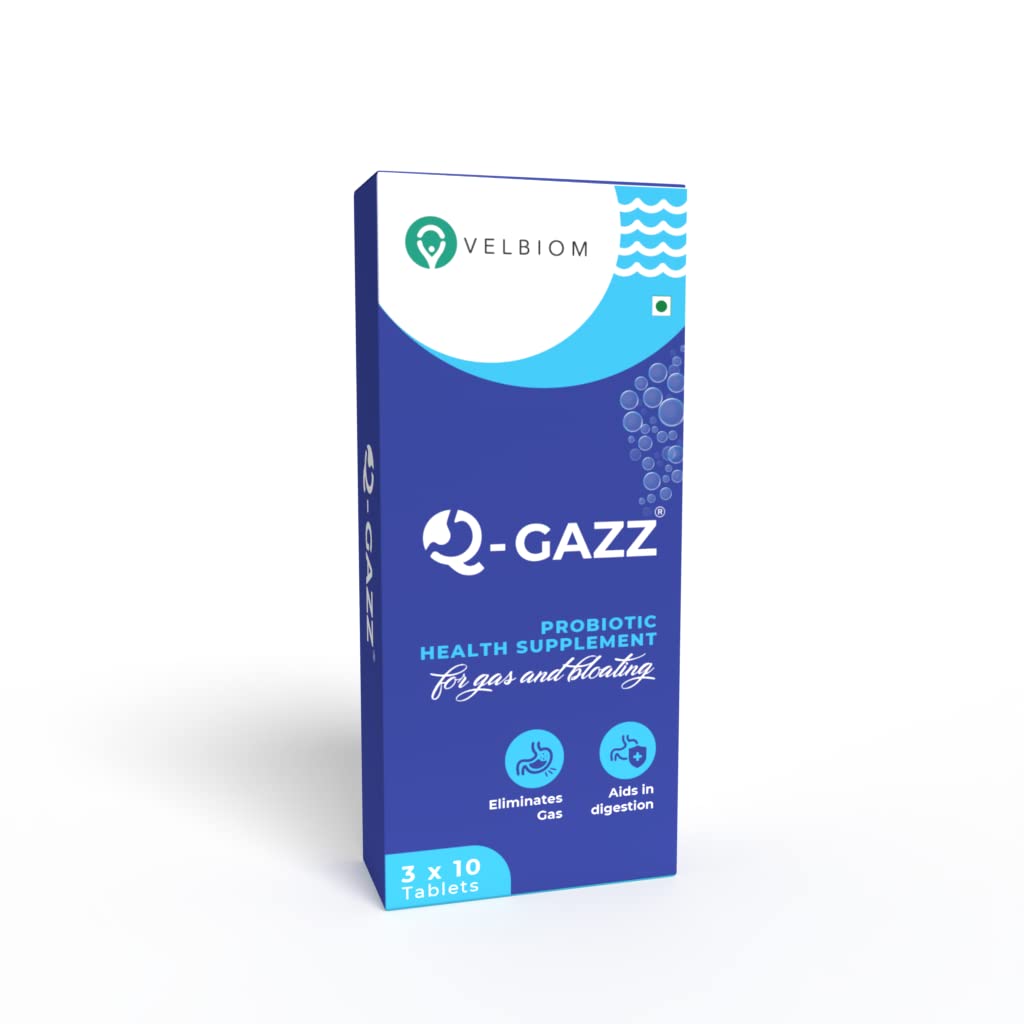 VELBIOM
Q-GAZZ®
Q-GAZZ
PROBIOTIC
HEALTH SUPPLEMENT
for gas and bloating
Eliminates
Gas
Aids in
digestion
3 x 10
Tablets